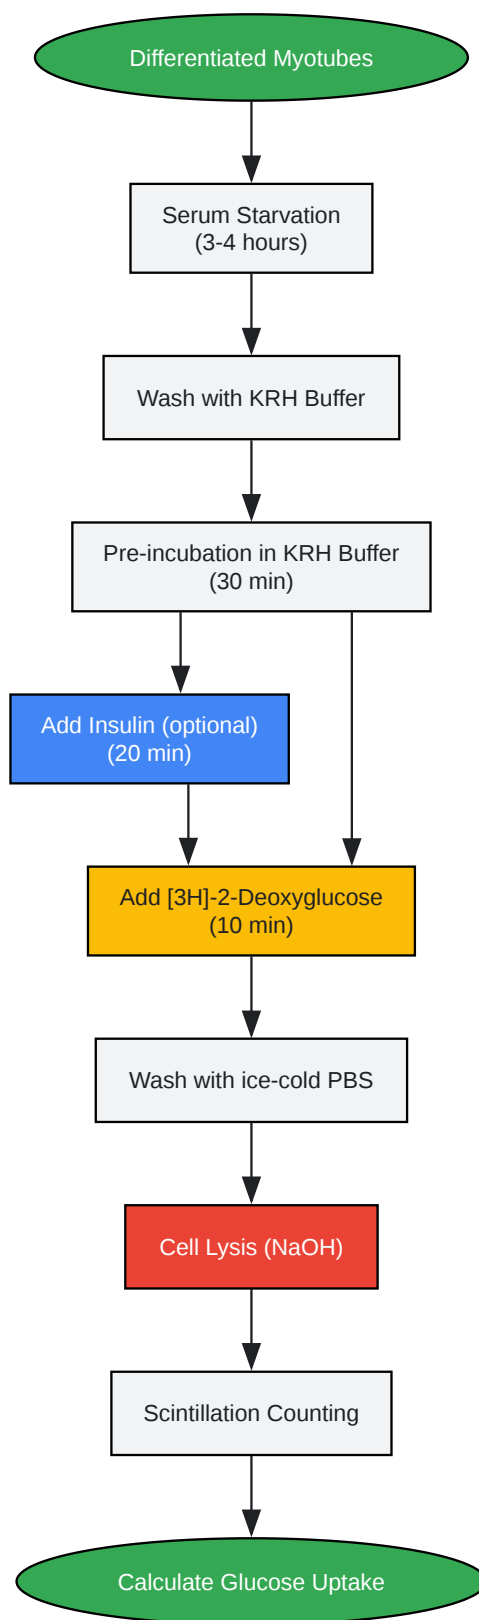 Differentiated Myotubes
Serum Starvation
(3-4 hours)
Wash with KRH Buffer
Pre-incubation in KRH Buffer
(30 min)
Add Insulin (optional)
(20 min)
Add [3H]-2-Deoxyglucose
(10 min)
Wash with ice-cold PBS
Cell Lysis (NaOH)
Scintillation Counting
Calculate Glucose Uptake